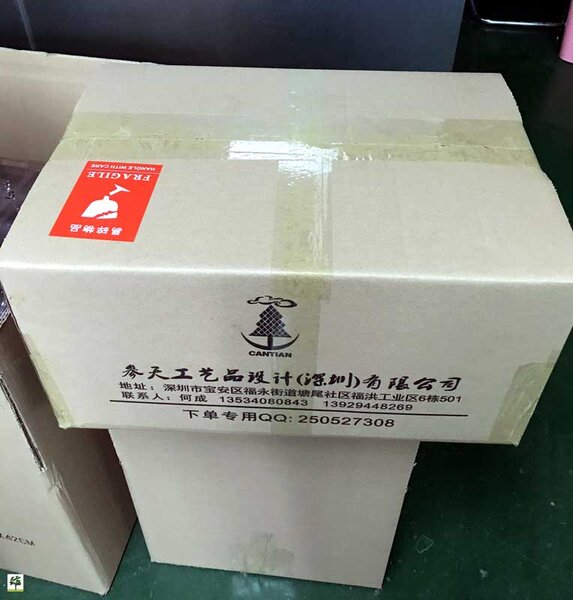 FRAGILE
HANDLE WITH CARE
易碎物品
CANTIAN
参天工艺品设计(深圳)有限公司
地址：深圳市宝安区福永街道塘尾社区福洪工业区6栋501
联系人：何成 13534080843 13929448269
下单专用QQ: 250527308